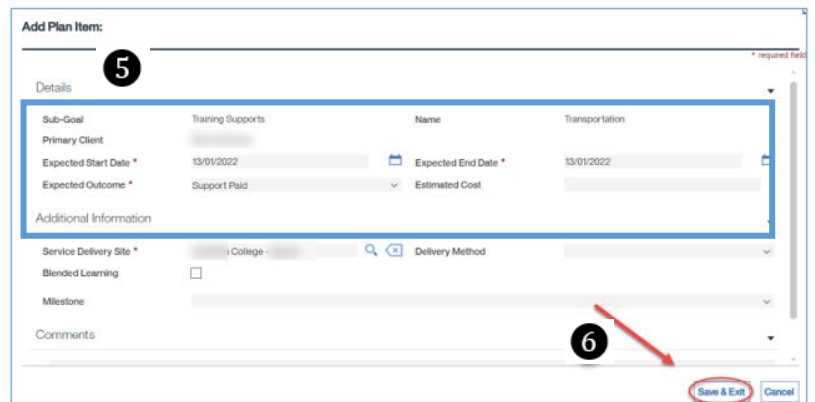 Add Plan Item:
* required field
5
Details
Sub-Goal Training Supports Name Transportation
Primary Client
Expected Start Date * 13/01/2022 Expected End Date * 13/01/2022
Expected Outcome * Support Paid Estimated Cost
Additional Information
Service Delivery Site * College - Delivery Method
Blended Learning
Milestone
Comments
6
Save & Exit Cancel